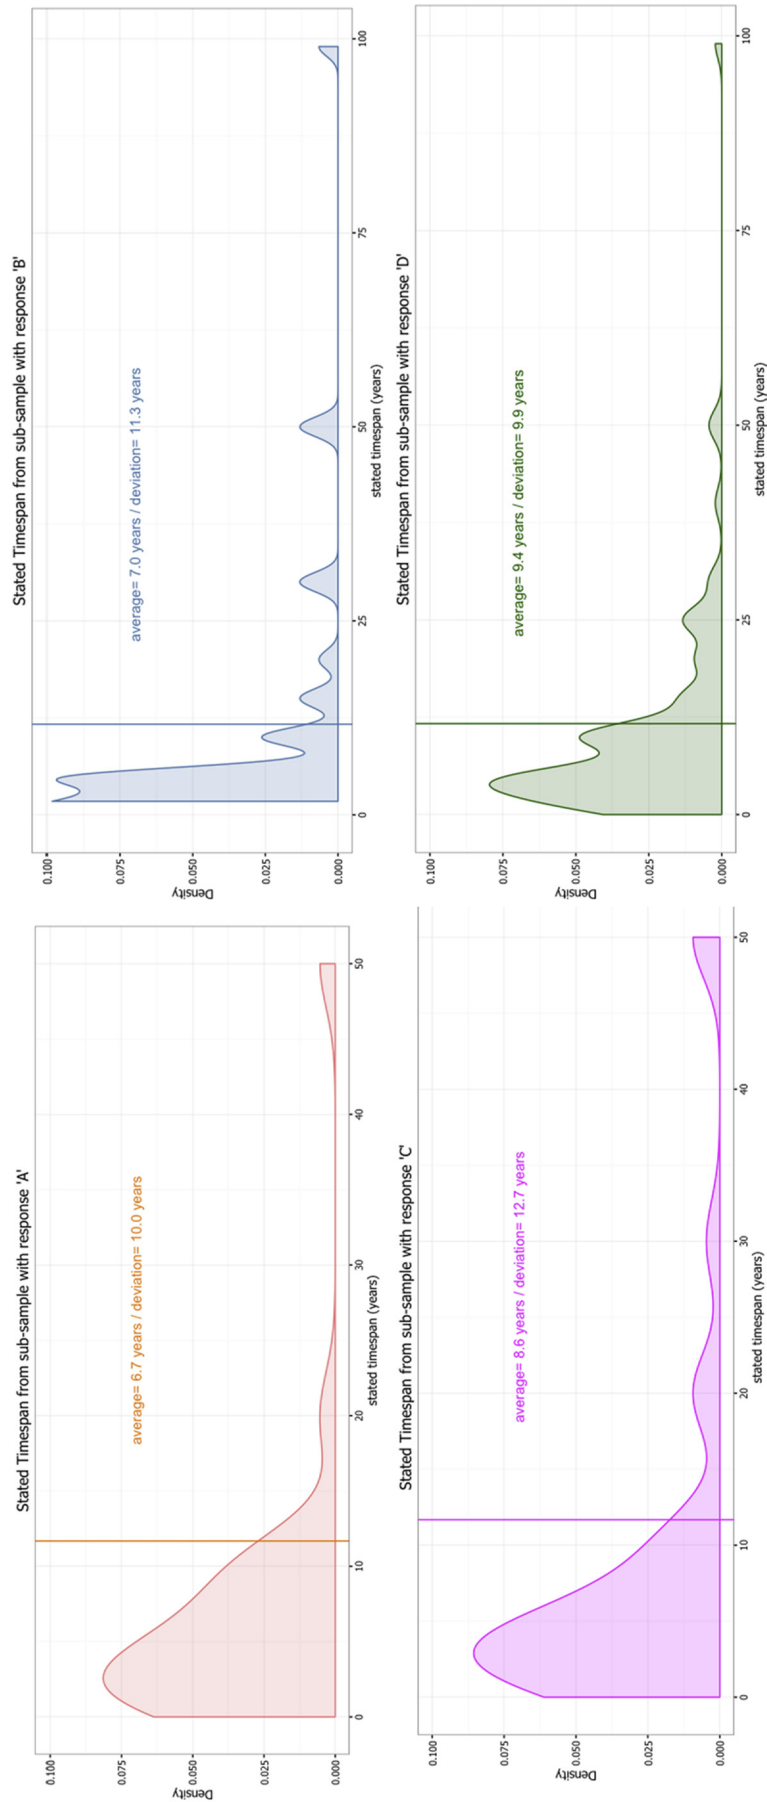 Stated Timespan from sub-sample with response 'A'
0.100
0.075
0.050
0.025
0.000
Density
average= 6.7 years / deviation= 10.0 years
0
10
20
30
40
50
stated timespan (years)
Stated Timespan from sub-sample with response 'B'
0.100
0.075
0.050
0.025
0.000
Density
average= 7.0 years / deviation= 11.3 years
0
25
50
75
100
stated timespan (years)
Stated Timespan from sub-sample with response 'C'
0.100
0.075
0.050
0.025
0.000
Density
average= 8.6 years / deviation= 12.7 years
0
10
20
30
40
50
stated timespan (years)
Stated Timespan from sub-sample with response 'D'
0.100
0.075
0.050
0.025
0.000
Density
average= 9.4 years / deviation= 9.9 years
0
25
50
75
100
stated timespan (years)